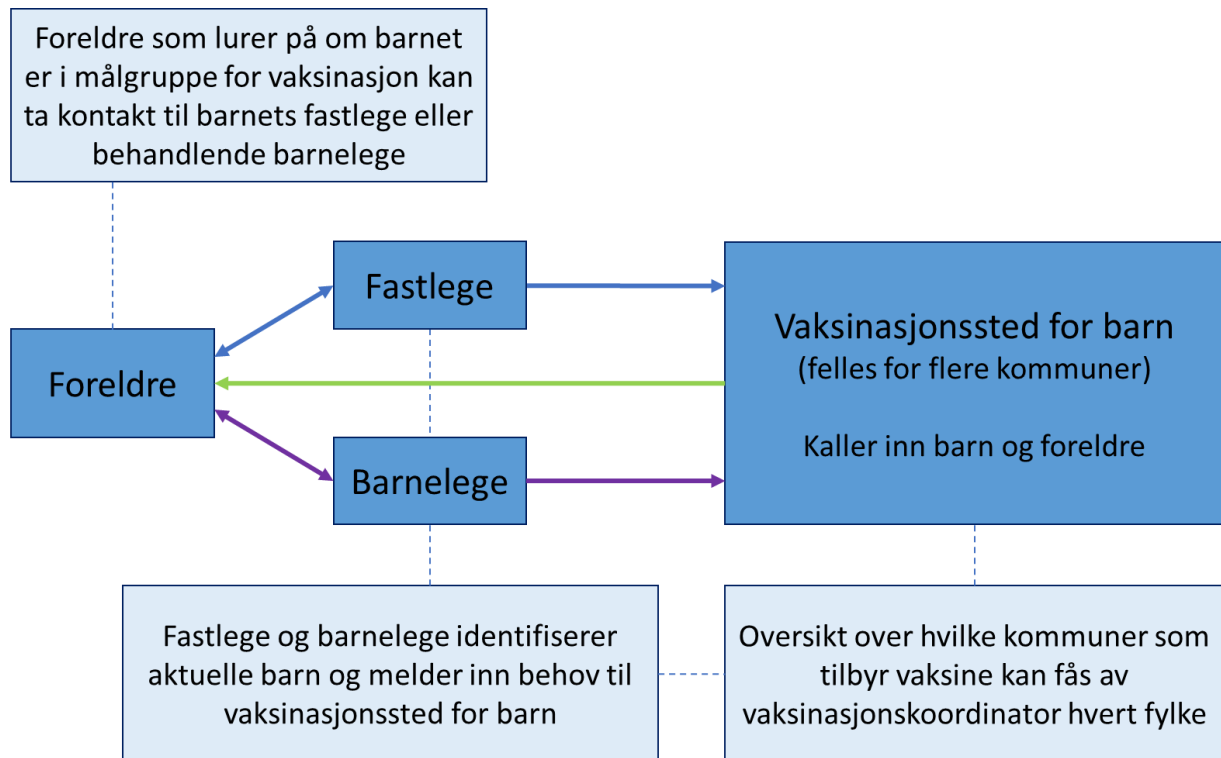 Foreldre som lurer på om barnet
er i målgruppe for vaksinasjon kan
ta kontakt til barnets fastlege eller
behandlende barnelege
Fastlege
Foreldre
Barnelege
Vaksinasjonssted for barn
(felles for flere kommuner)
Kaller inn barn og foreldre
Fastlege og barnelege identifiserer
aktuelle barn og melder inn behov til
vaksinasjonssted for barn
Oversikt over hvilke kommuner som
tilbyr vaksine kan fås av
vaksinasjonskoordinator hvert fylke